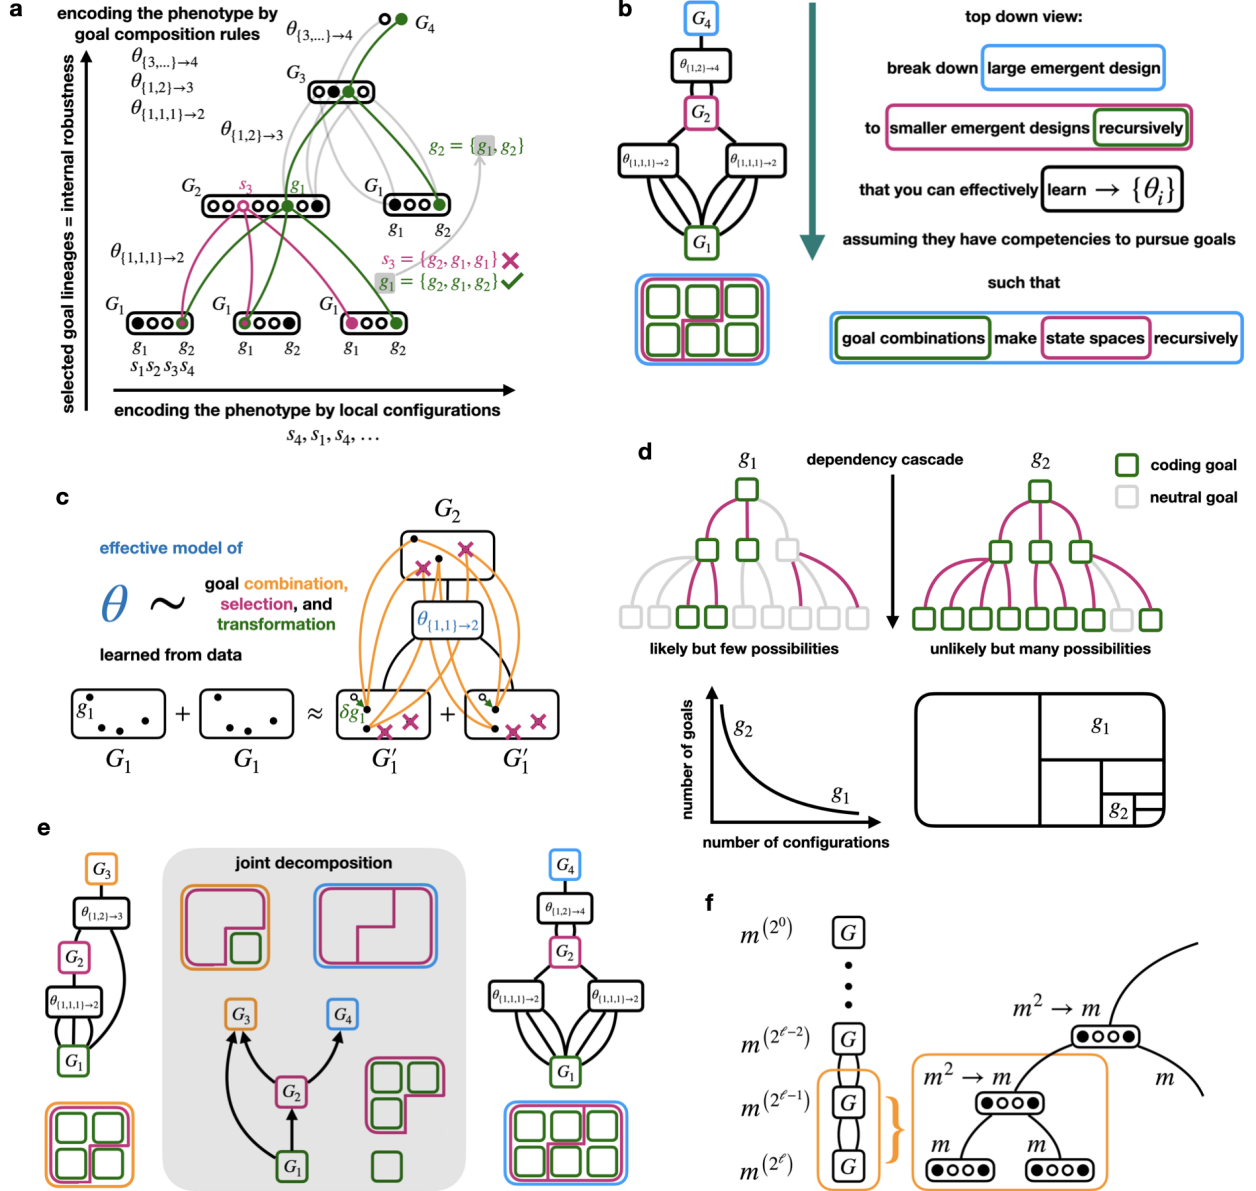 a
encoding the phenotype by
goal composition rules
θ{3,...}→4
θ{1,2}→3
θ{1,1,1}→2
θ{3,...}→4
G4
G3
θ{1,2}→3
g2 = {g1, g2}
G2
s3
g1
G1
g1
g2
θ{1,1,1}→2
s3 = {g2, g1, g1}
g1 = {g2, g1, g2}
G1
G1
G1
g1
g2
g1
g2
g1
g2
s1 s2 s3 s4
selected goal lineages = internal robustness
encoding the phenotype by local configurations
s4, s1, s4, …
b
G4
θ{1,2}→4
G2
θ{1,1,1}→2
θ{1,1,1}→2
G1
top down view:
break down large emergent design
to smaller emergent designs recursively
that you can effectively learn → {θi}
assuming they have competencies to pursue goals
such that
goal combinations make state spaces recursively
c
effective model of
θ ~
goal combination,
selection, and
transformation
learned from data
G2
θ{1,1}→2
g1
G1
+
G1
≈
δg1
G′1
+
G′1
d
g1
dependency cascade
g2
coding goal
neutral goal
likely but few possibilities
unlikely but many possibilities
number of goals
g2
g1
number of configurations
g1
g2
e
G3
θ{1,2}→3
G2
θ{1,1,1}→2
G1
joint decomposition
G3
G4
G2
G1
G4
θ{1,2}→4
G2
θ{1,1,1}→2
θ{1,1,1}→2
G1
f
m^(2^0)
G
m^(2^ℓ−2)
G
m^(2^ℓ−1)
G
m^(2^ℓ)
G
}
m² → m
m² → m
m
m
m